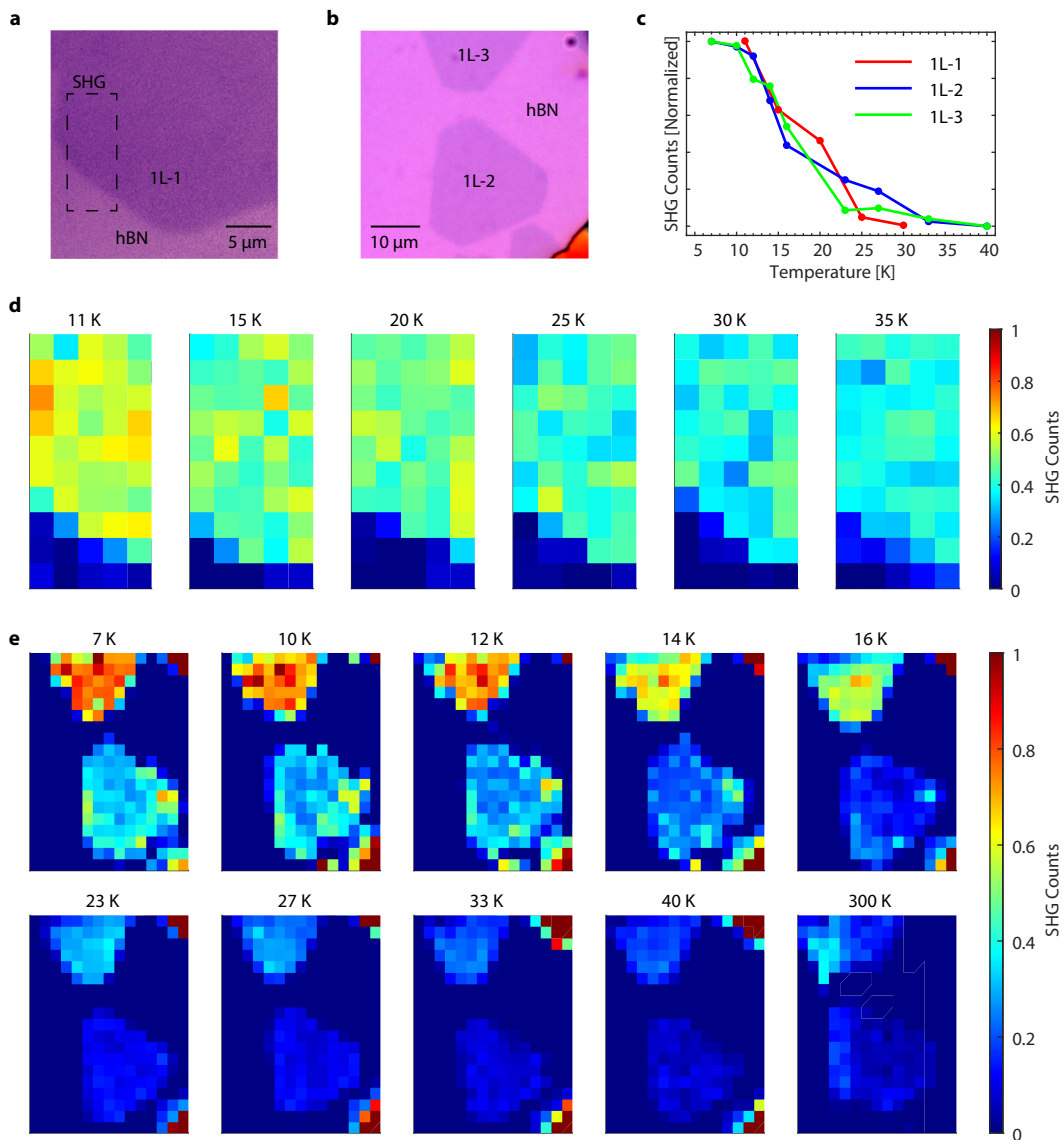 a
SHG
1L-1
hBN
5 µm
b
1L-3
hBN
1L-2
10 µm
c
SHG Counts [Normalized]
1L-1
1L-2
1L-3
5 10 15 20 25 30 35 40
Temperature [K]
d
11 K 15 K 20 K 25 K 30 K 35 K
1
0.8
0.6
0.4
0.2
0
SHG Counts
e
7 K 10 K 12 K 14 K 16 K
23 K 27 K 33 K 40 K 300 K
1
0.8
0.6
0.4
0.2
0
SHG Counts